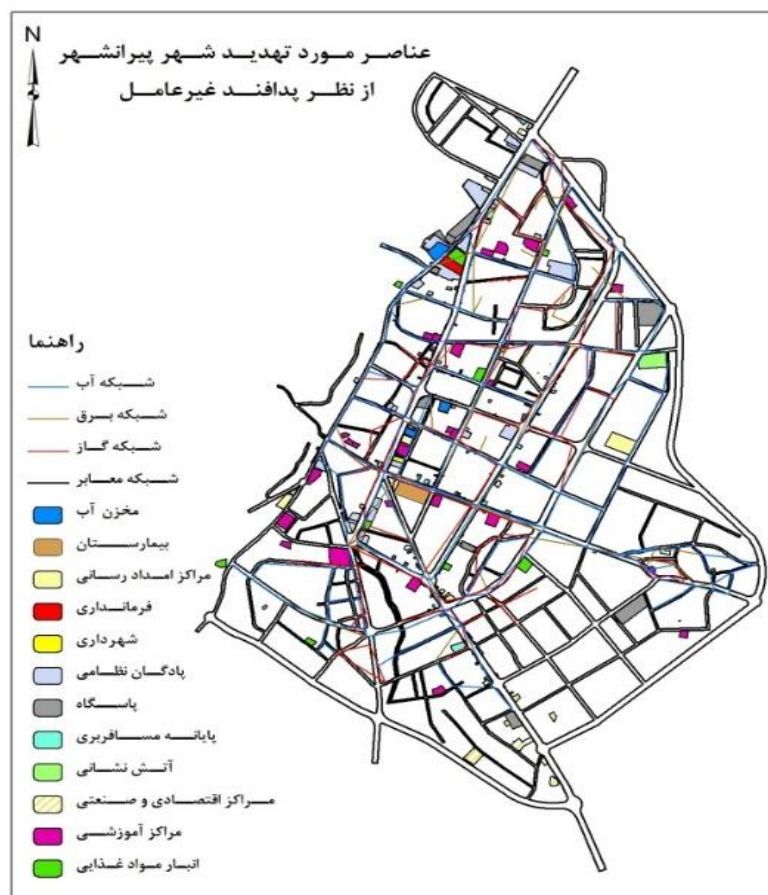 N
عناصر مورد تهدید شهر پیرانشهر
از نظر پدافند غیرعامل
راهنما
شبکه آب
شبکه برق
شبکه گاز
شبکه معابر
مخزن آب
بیمارستان
مراکز امداد رسانی
فرمانداری
شهرداری
پادگان نظامی
پاسگاه
پایانه مسافربری
آتش نشانی
مراکز اقتصادی و صنعتی
مراکز آموزشی
انبار مواد غذایی